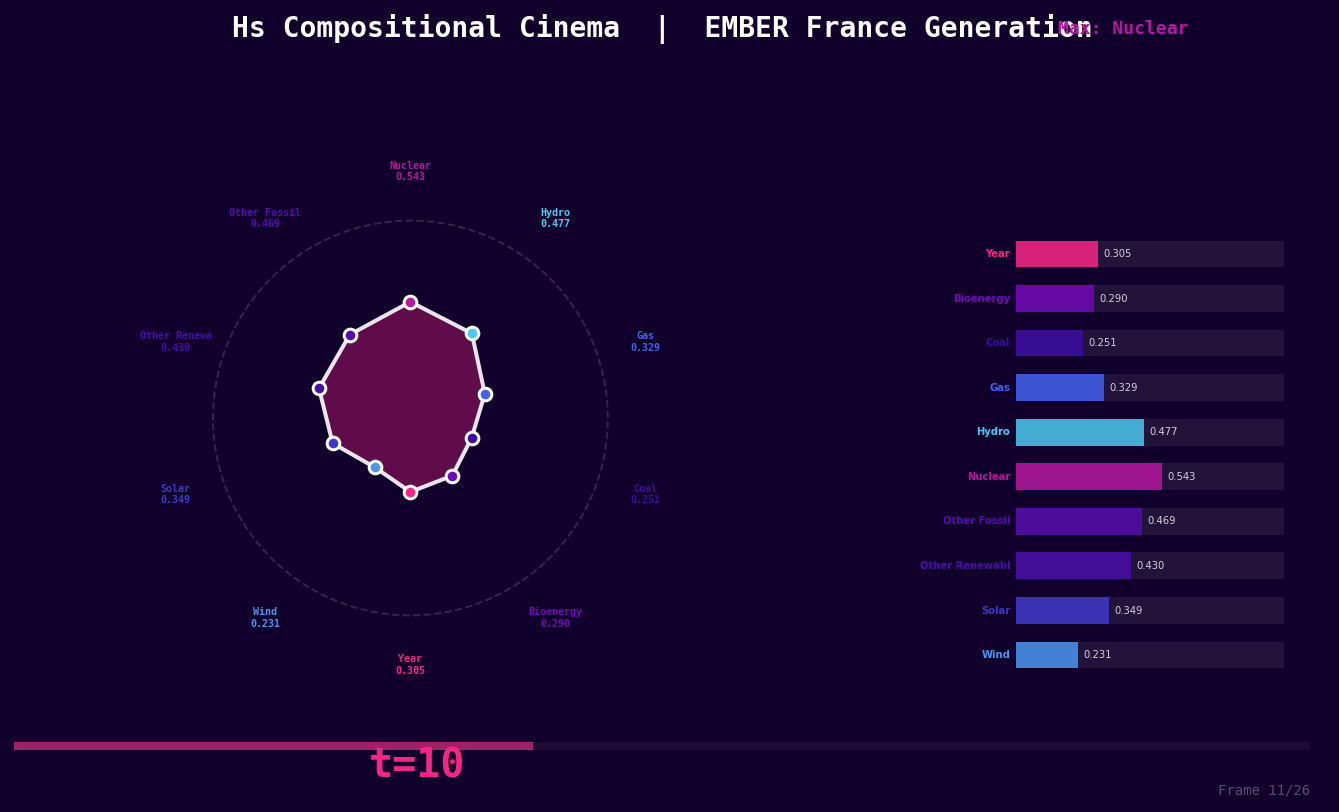 Hs Compositional Cinema  |  EMBER France Generation
Max: Nuclear
Nuclear
0.543
Other Fossil
0.469
Hydro
0.477
Other Renewa
0.430
Gas
0.329
Solar
0.349
Coal
0.251
Wind
0.231
Bioenergy
0.290
Year
0.305
Year 0.305
Bioenergy 0.290
Coal 0.251
Gas 0.329
Hydro 0.477
Nuclear 0.543
Other Fossil 0.469
Other Renewabl 0.430
Solar 0.349
Wind 0.231
t=10
Frame 11/26